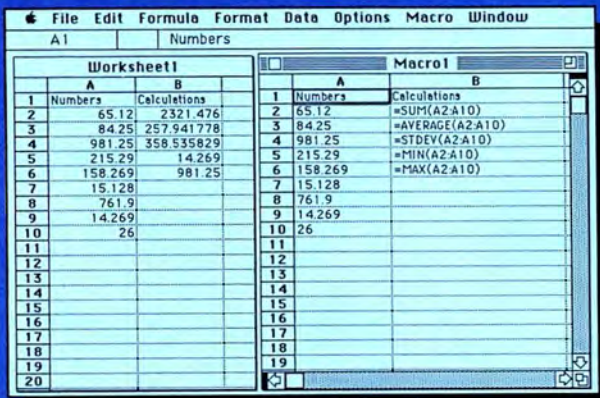 File Edit Formula Format Data Options Macro Window
A1 Numbers
Worksheet1
A B
1 Numbers Calculations
2 65.12 2321.476
3 84.25 257.941778
4 981.25 358.535829
5 215.29 14.269
6 158.269 981.25
7 15.128
8 761.9
9 14.269
10 26
11
12
13
14
15
16
17
18
19
20
Macro1
A B
1 Numbers Calculations
2 65.12 =SUM(A2:A10)
3 84.25 =AVERAGE(A2:A10)
4 981.25 =STDEV(A2:A10)
5 215.29 =MIN(A2:A10)
6 158.269 =MAX(A2:A10)
7 15.128
8 761.9
9 14.269
10 26
11
12
13
14
15
16
17
18
19